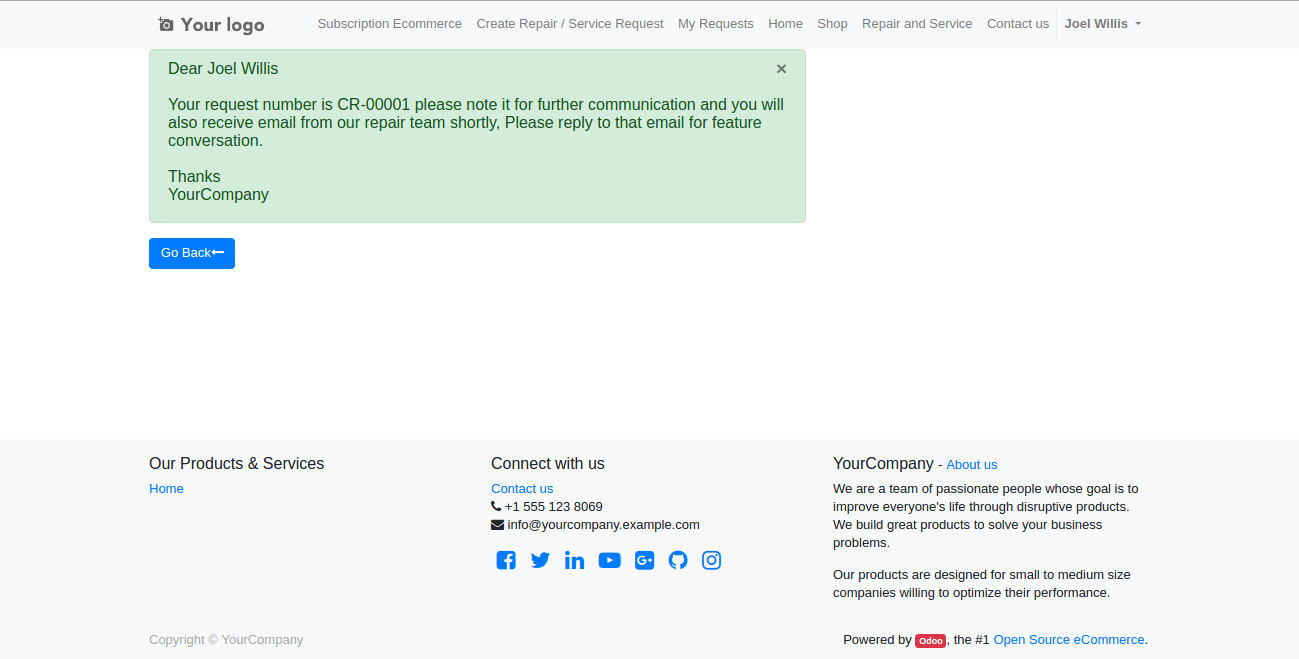 Your logo
Subscription Ecommerce Create Repair / Service Request My Requests Home Shop Repair and Service Contact us Joel Willis
Dear Joel Willis ×
Your request number is CR-00001 please note it for further communication and you will
also receive email from our repair team shortly, Please reply to that email for feature
conversation.
Thanks
YourCompany
Go Back
Our Products & Services
Home
Connect with us
Contact us
+1 555 123 8069
info@yourcompany.example.com
YourCompany - About us
We are a team of passionate people whose goal is to
improve everyone's life through disruptive products.
We build great products to solve your business
problems.
Our products are designed for small to medium size
companies willing to optimize their performance.
Copyright © YourCompany
Powered by Odoo, the #1 Open Source eCommerce.